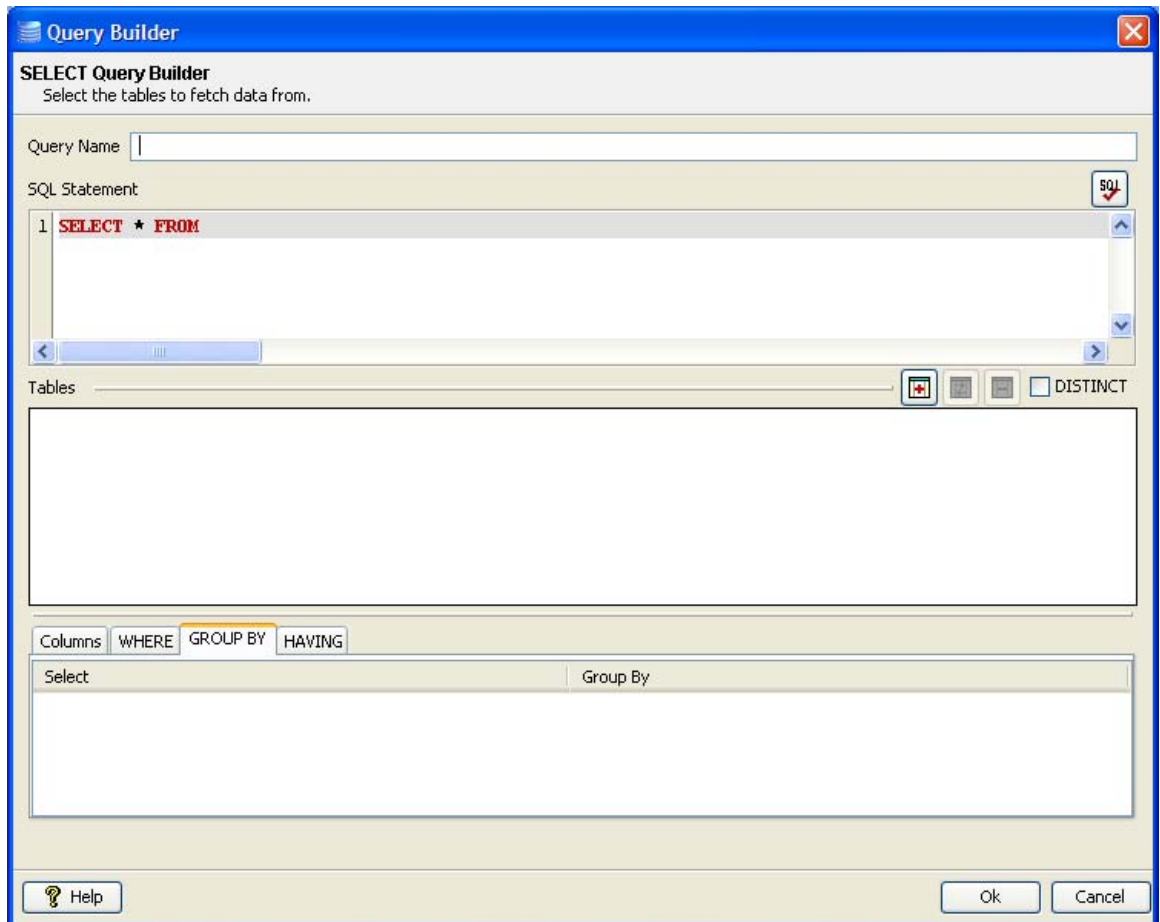 Query Builder
SELECT Query Builder
Select the tables to fetch data from.
Query Name
SQL Statement
SQL
1 SELECT * FROM
Tables
DISTINCT
Columns WHERE GROUP BY HAVING
Select Group By
Help Ok Cancel